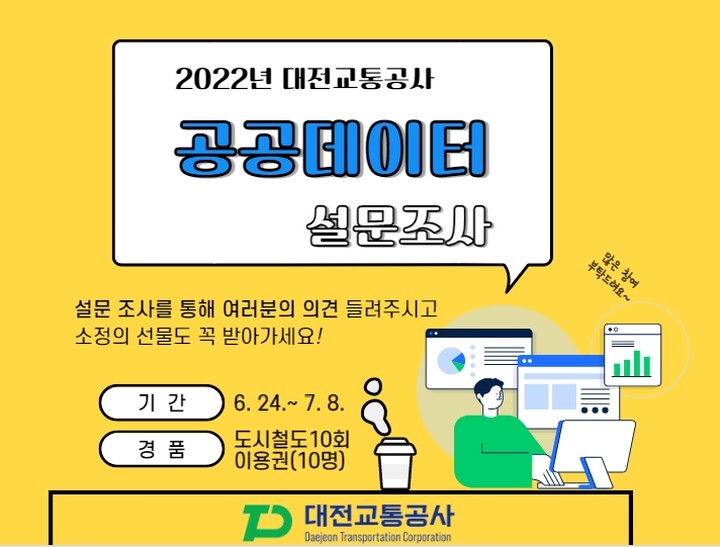 2022년 대전교통공사
공공데이터
설문조사
많은 참여
부탁드려요~
설문 조사를 통해 여러분의 의견 들려주시고
소정의 선물도 꼭 받아가세요!
기 간 6. 24.~ 7. 8.
경 품 도시철도10회
이용권(10명)
대전교통공사
Daejeon Transportation Corporation